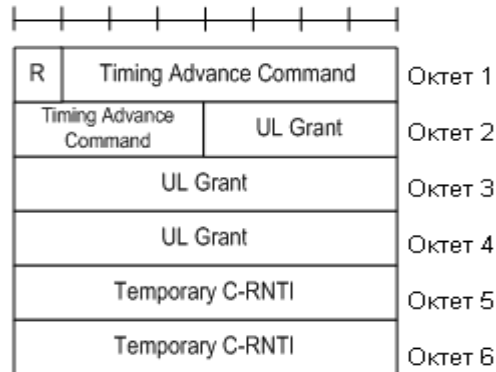 R Timing Advance Command Октет 1
Timing Advance
Command UL Grant Октет 2
UL Grant Октет 3
UL Grant Октет 4
Temporary C-RNTI Октет 5
Temporary C-RNTI Октет 6